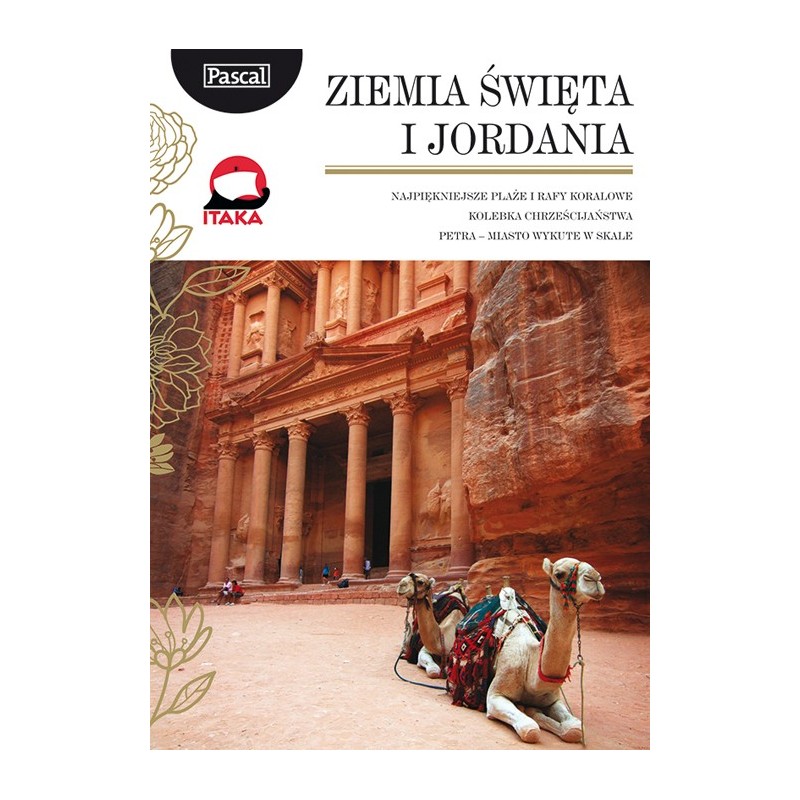 Pascal
ZIEMIA ŚWIĘTA
I JORDANIA
ITAKA
NAJPIĘKNIEJSZE PLAŻE I RAFY KORALOWE
KOLEBKA CHRZEŚCIJAŃSTWA
PETRA – MIASTO WYKUTE W SKALE